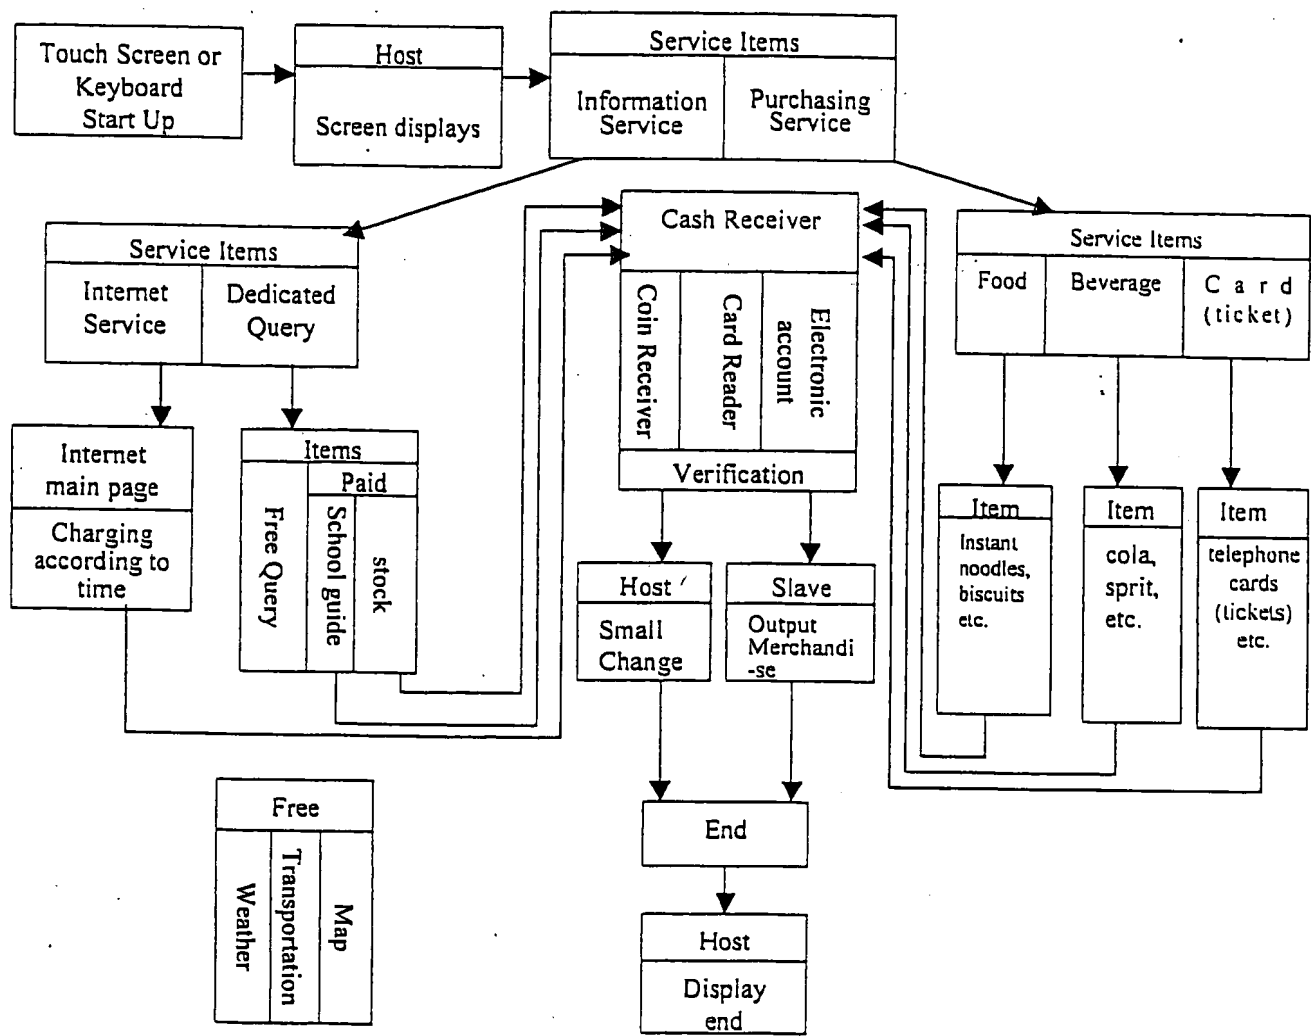 Touch Screen or
Keyboard
Start Up
Host
Screen displays
Service Items
Information
Service
Purchasing
Service
Service Items
Internet
Service
Dedicated
Query
Cash Receiver
Coin Receiver
Card Reader
Electronic
account
Verification
Service Items
Food
Beverage
Card
(ticket)
Internet
main page
Charging
according to
time
Items
Free Query
Paid
School guide
stock
Host
Small
Change
Slave
Output
Merchandi
-se
Item
Instant
noodles,
biscuits
etc.
Item
cola,
sprit,
etc.
Item
telephone
cards
(tickets)
etc.
Free
Weather
Transportation
Map
End
Host
Display
end